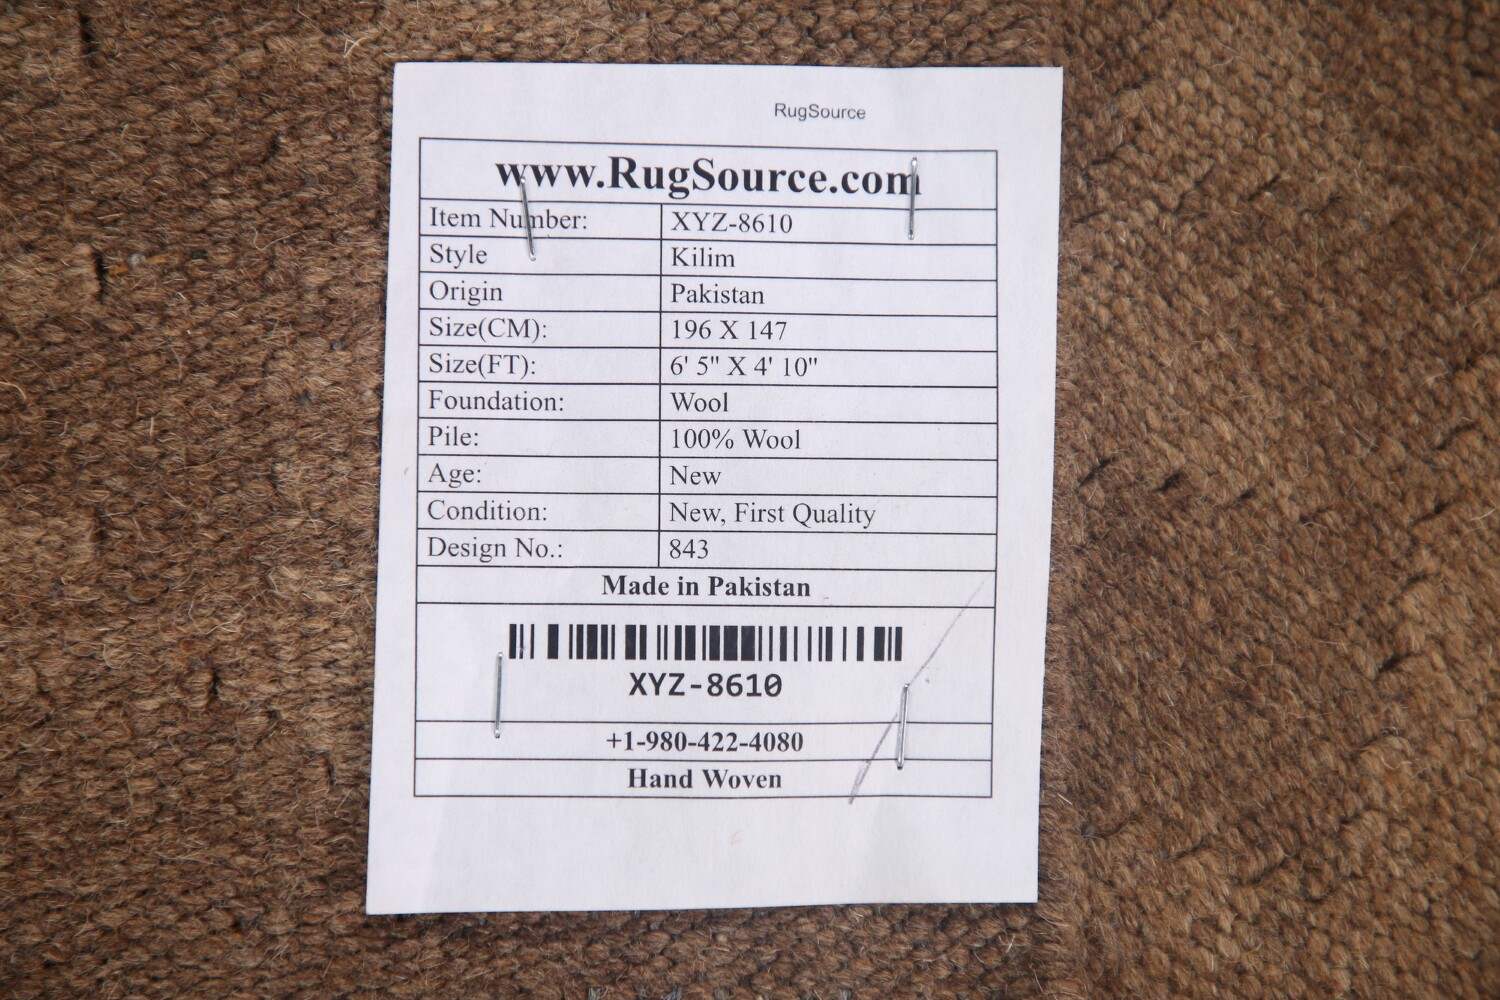 RugSource
www.RugSource.com
Item Number: XYZ-8610
Style Kilim
Origin Pakistan
Size(CM): 196 X 147
Size(FT): 6' 5" X 4' 10"
Foundation: Wool
Pile: 100% Wool
Age: New
Condition: New, First Quality
Design No.: 843
Made in Pakistan
XYZ-8610
+1-980-422-4080
Hand Woven